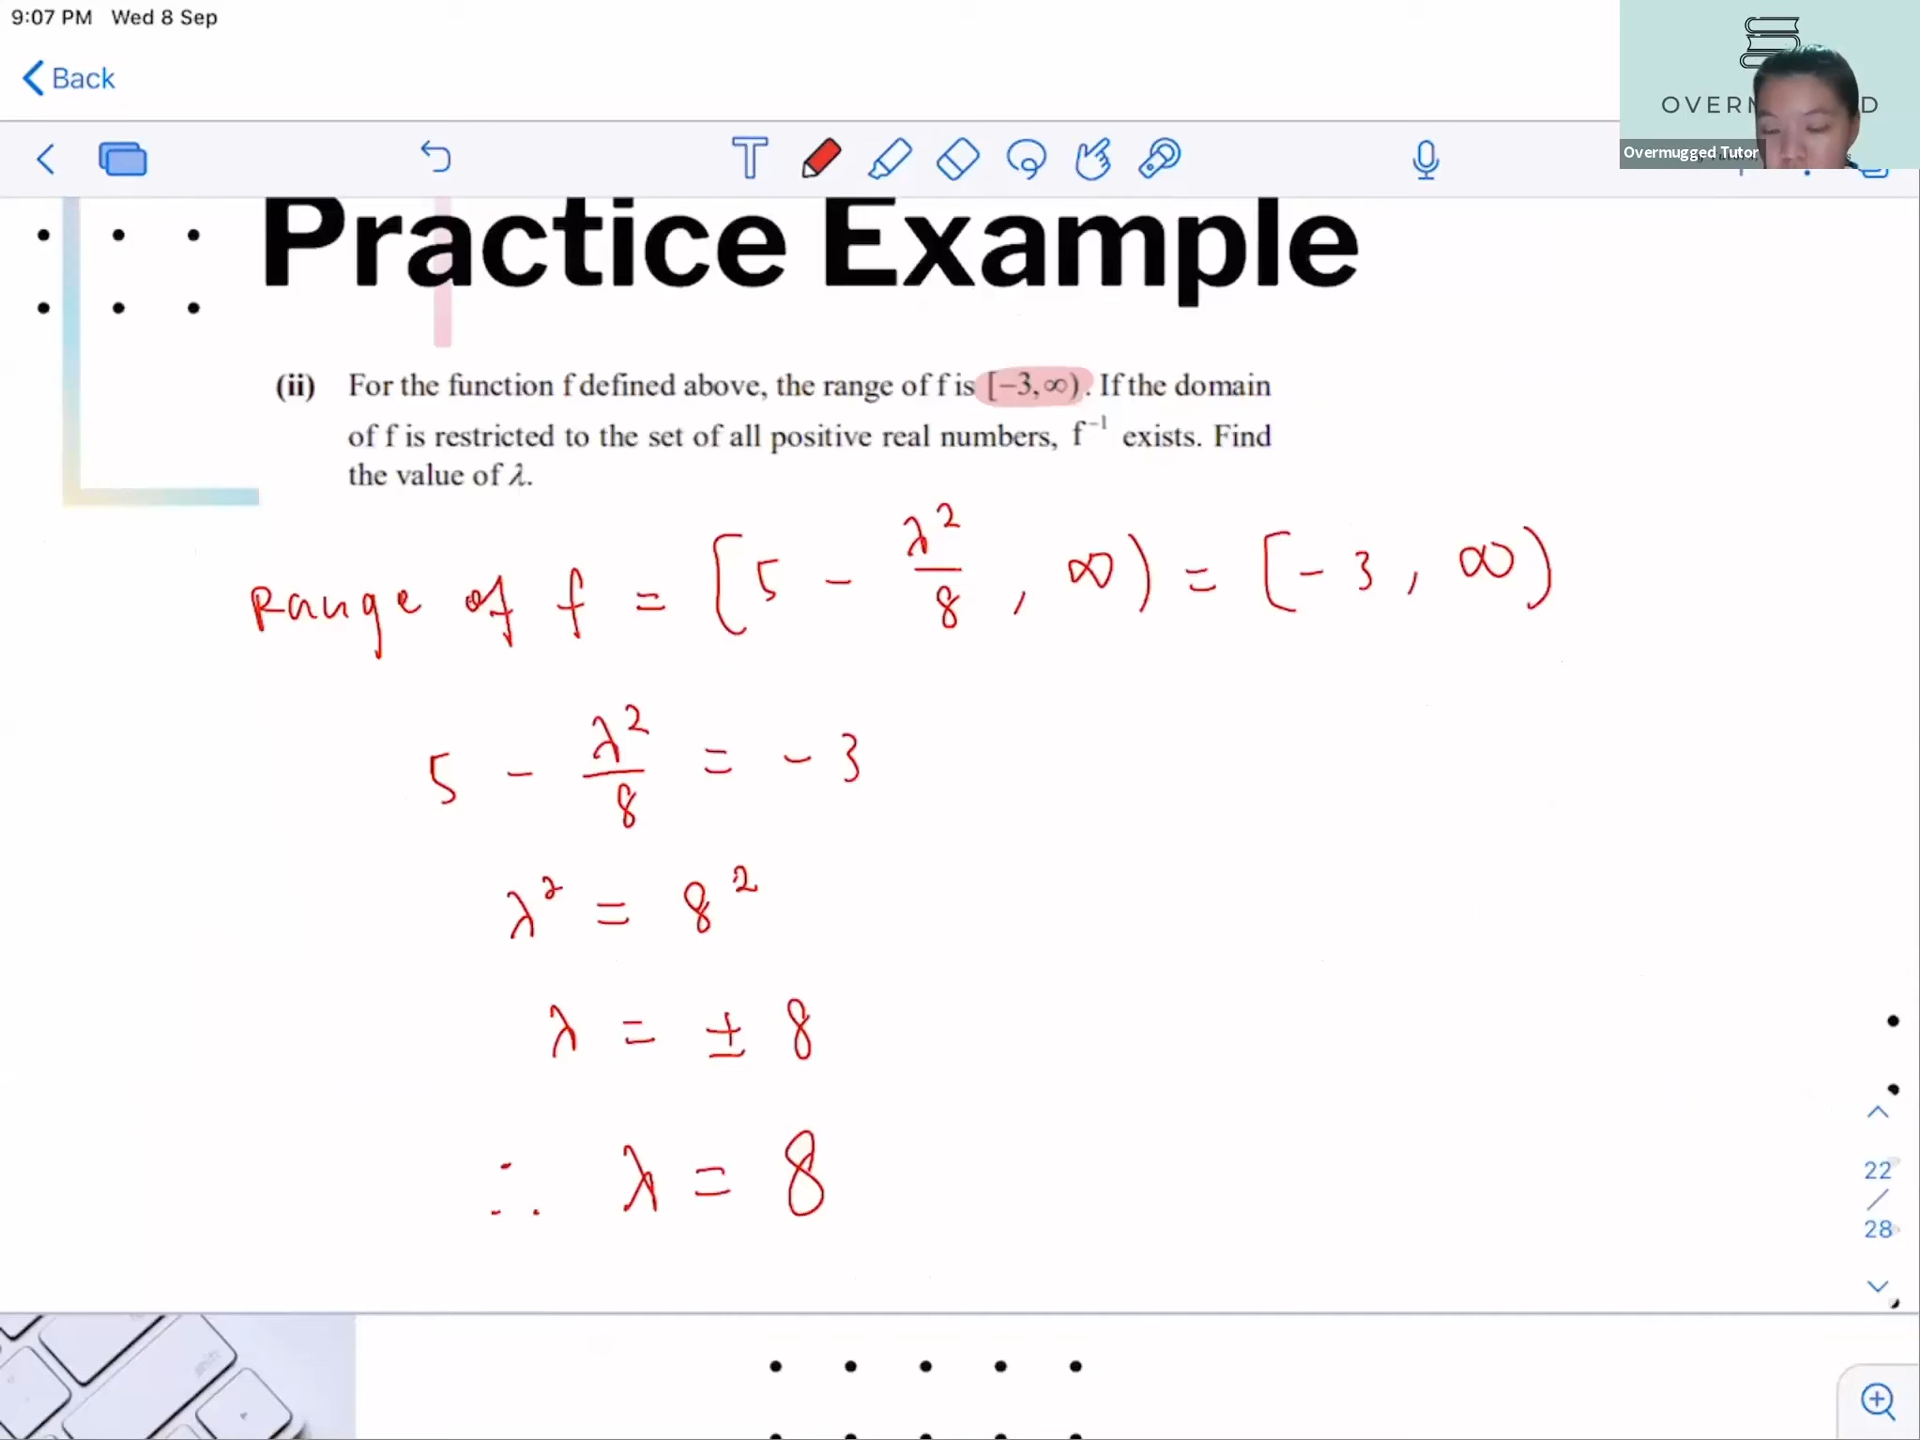 9:07 PM Wed 8 Sep
Back
OVERM D
Overmugged Tutor
Practice Example
(ii) For the function f defined above, the range of f is [−3, ∞). If the domain
of f is restricted to the set of all positive real numbers, f⁻¹ exists. Find
the value of λ.
Range of f = [5 − λ²/8, ∞) = [−3, ∞)
5 − λ²/8 = −3
λ² = 8²
λ = ± 8
∴ λ = 8
22
/
28
shift